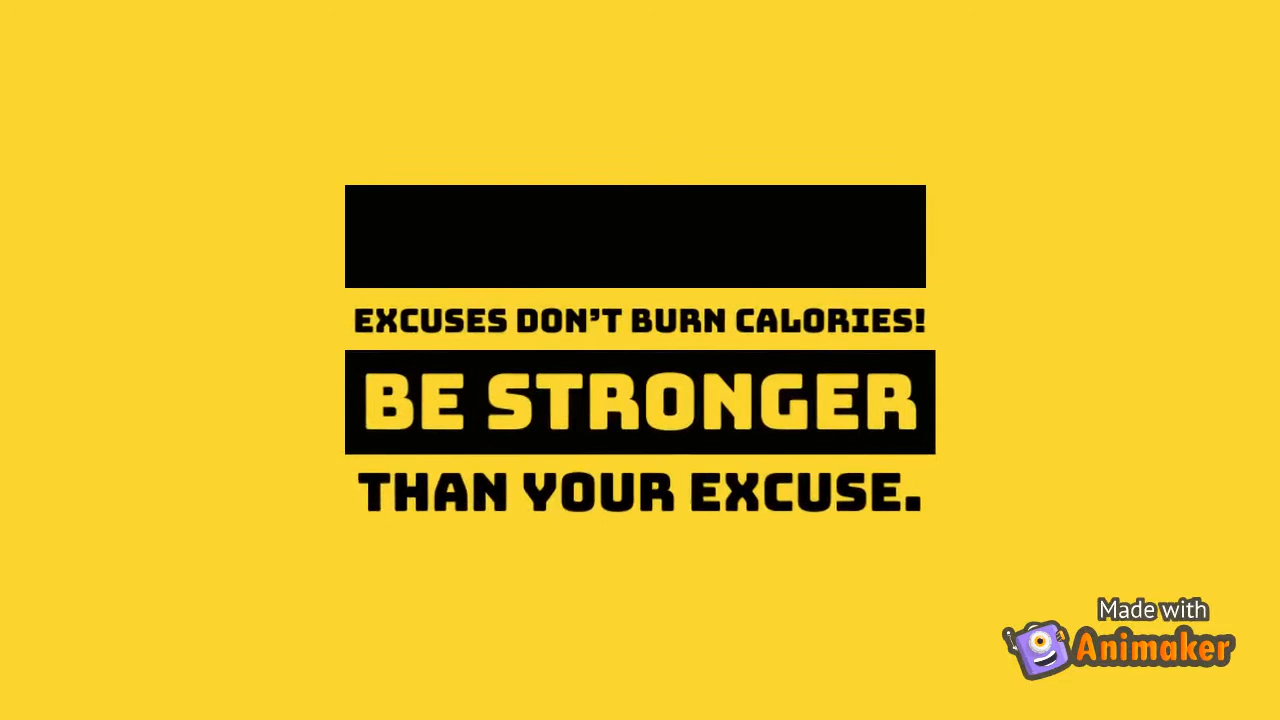 EXCUSES DON'T BURN CALORIES!
BE STRONGER
THAN YOUR EXCUSE.
Made with
Animaker